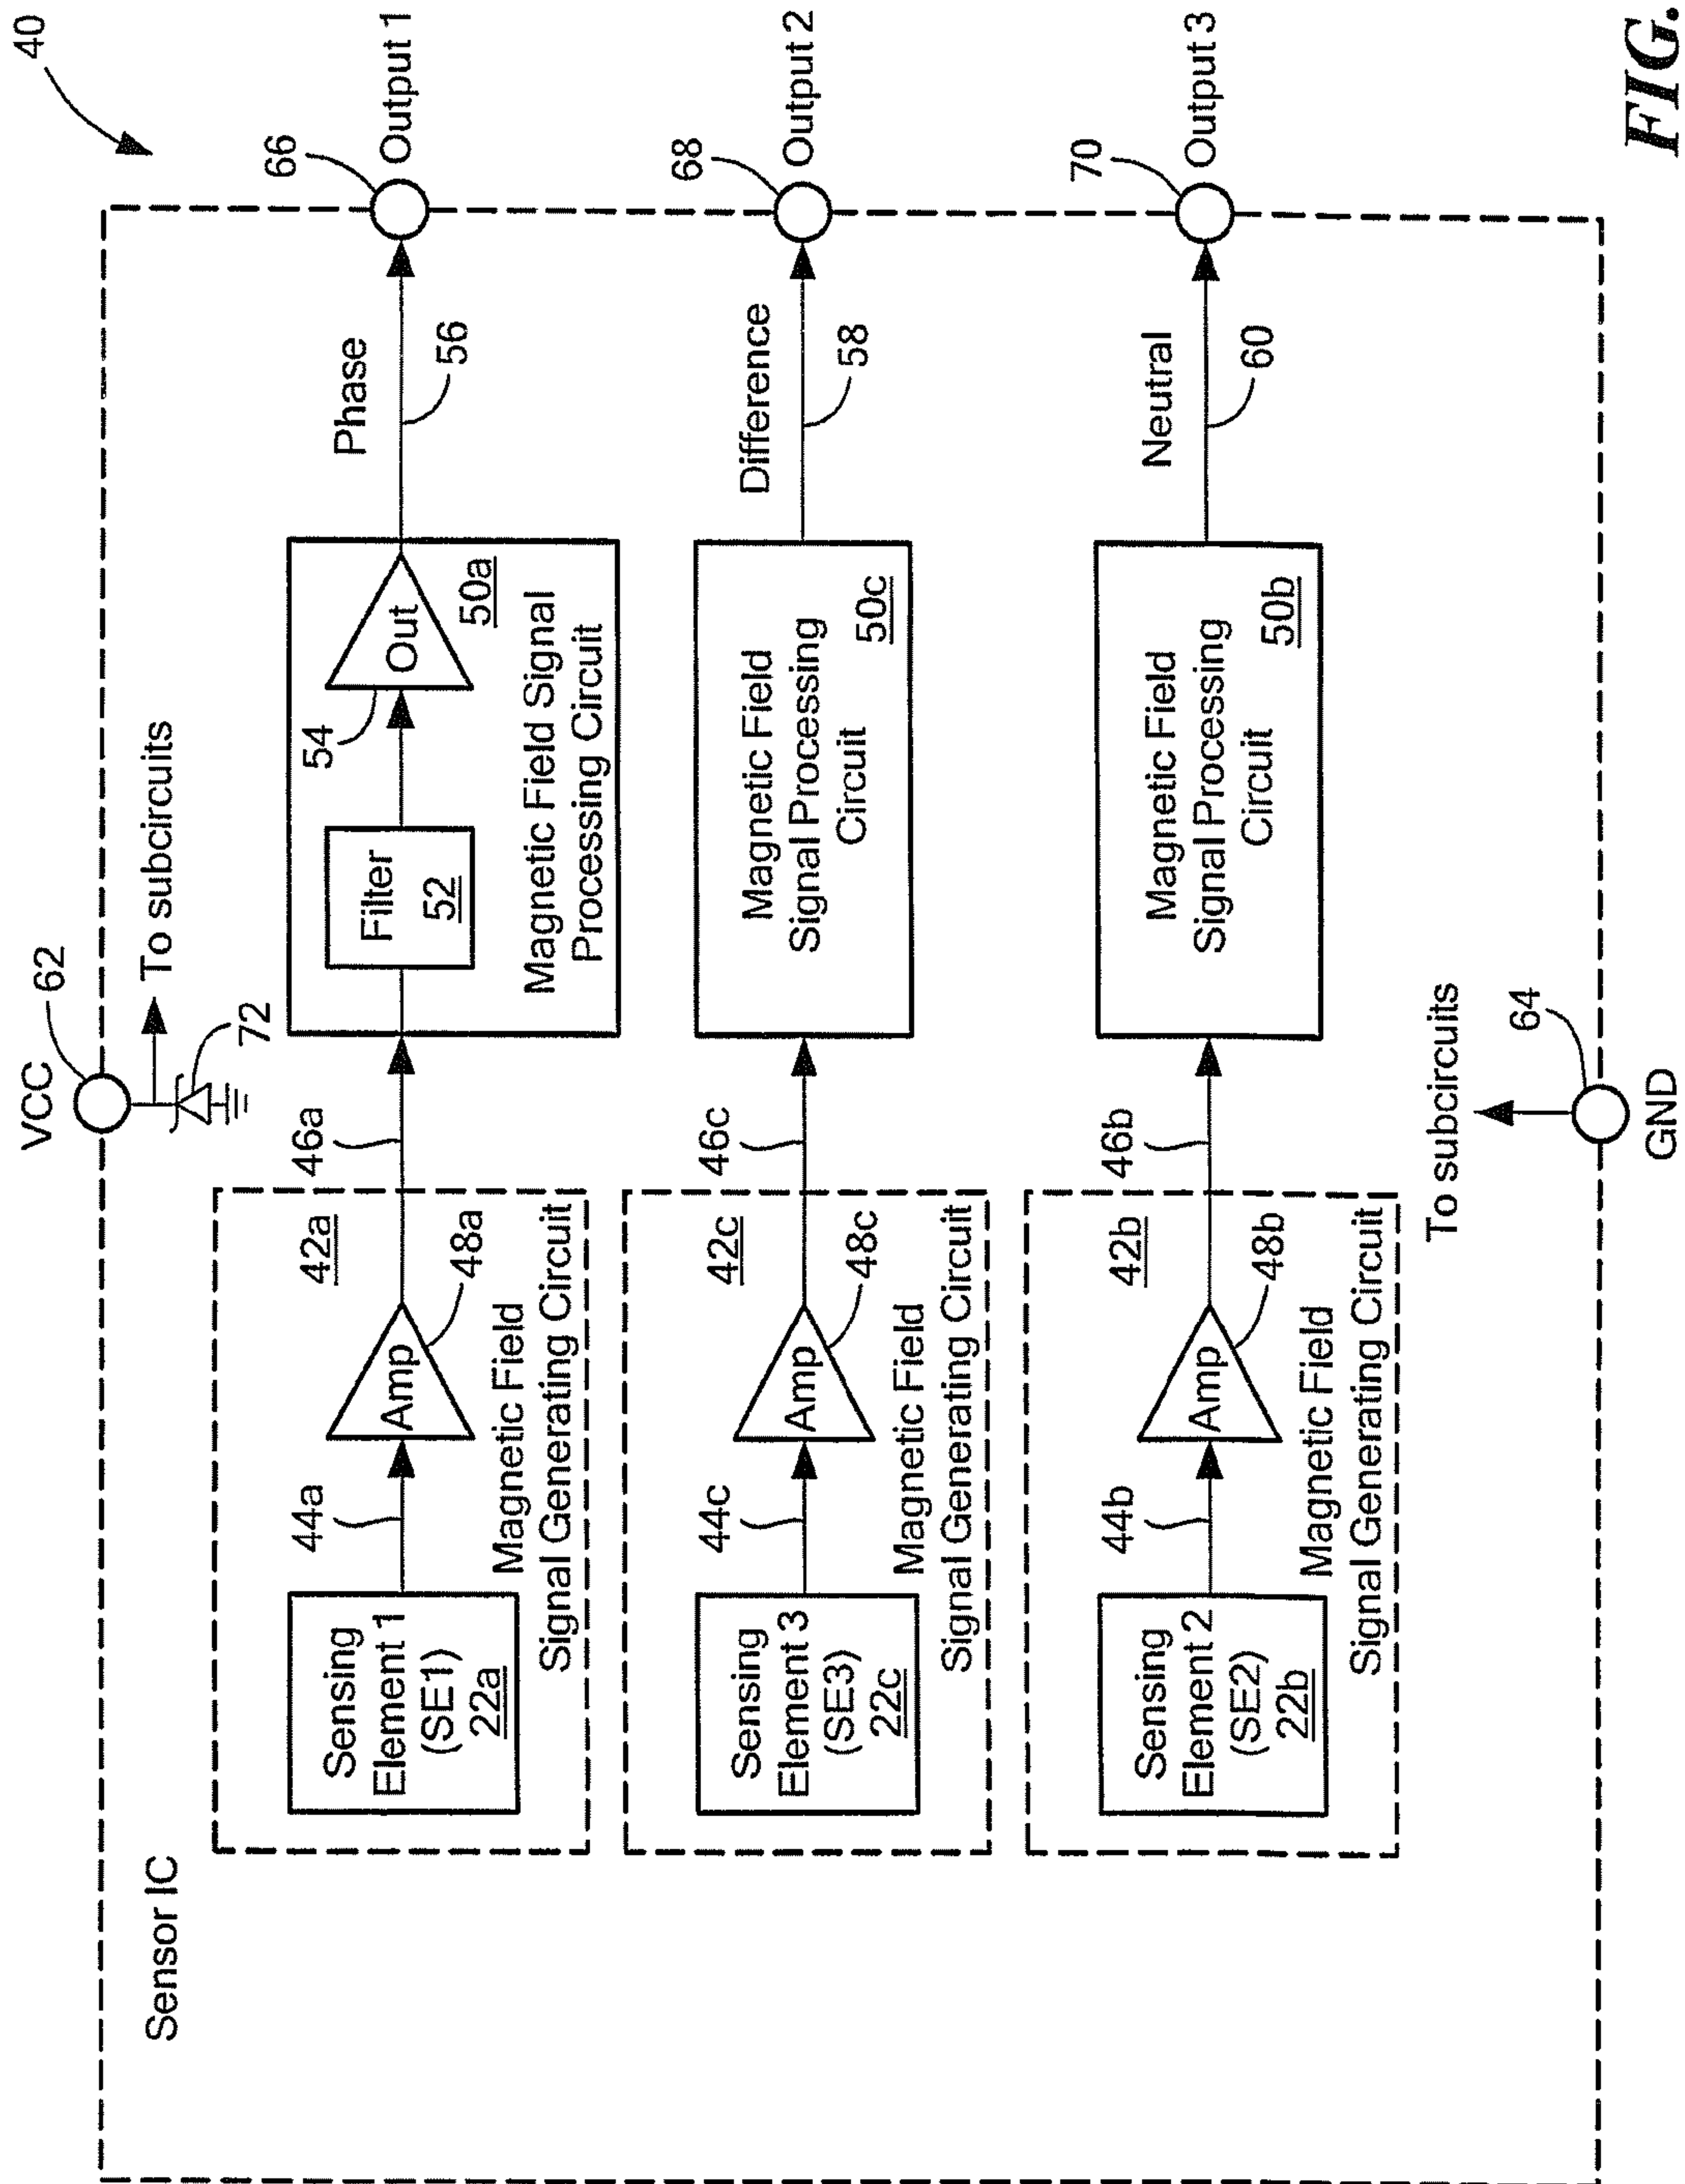 40
VCC
62
To subcircuits
72
Sensor IC
Sensing
Element 1
(SE1)
22a
44a
Amp
48a
42a
Magnetic Field
Signal Generating Circuit
46a
Filter
52
54
Out
50a
Magnetic Field Signal
Processing Circuit
Phase
56
66
Output 1
Sensing
Element 3
(SE3)
22c
44c
Amp
48c
42c
Magnetic Field
Signal Generating Circuit
46c
Magnetic Field
Signal Processing
Circuit
50c
Difference
58
68
Output 2
Sensing
Element 2
(SE2)
22b
44b
Amp
48b
42b
Magnetic Field
Signal Generating Circuit
46b
Magnetic Field
Signal Processing
Circuit
50b
Neutral
60
70
Output 3
To subcircuits
64
GND
FIG.